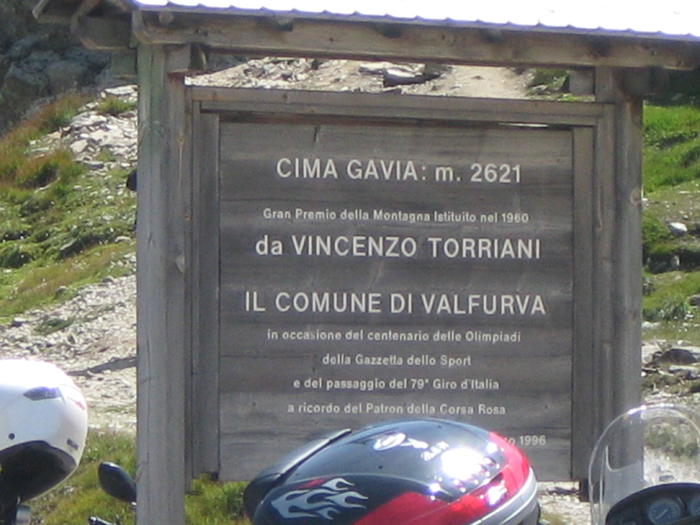 CIMA GAVIA: m. 2621
Gran Premio della Montagna Istituito nel 1960
da VINCENZO TORRIANI
IL COMUNE DI VALFURVA
in occasione del centenario delle Olimpiadi
della Gazzetta dello Sport
e del passaggio del 79° Giro d'Italia
a ricordo del Patron della Corsa Rosa
1996